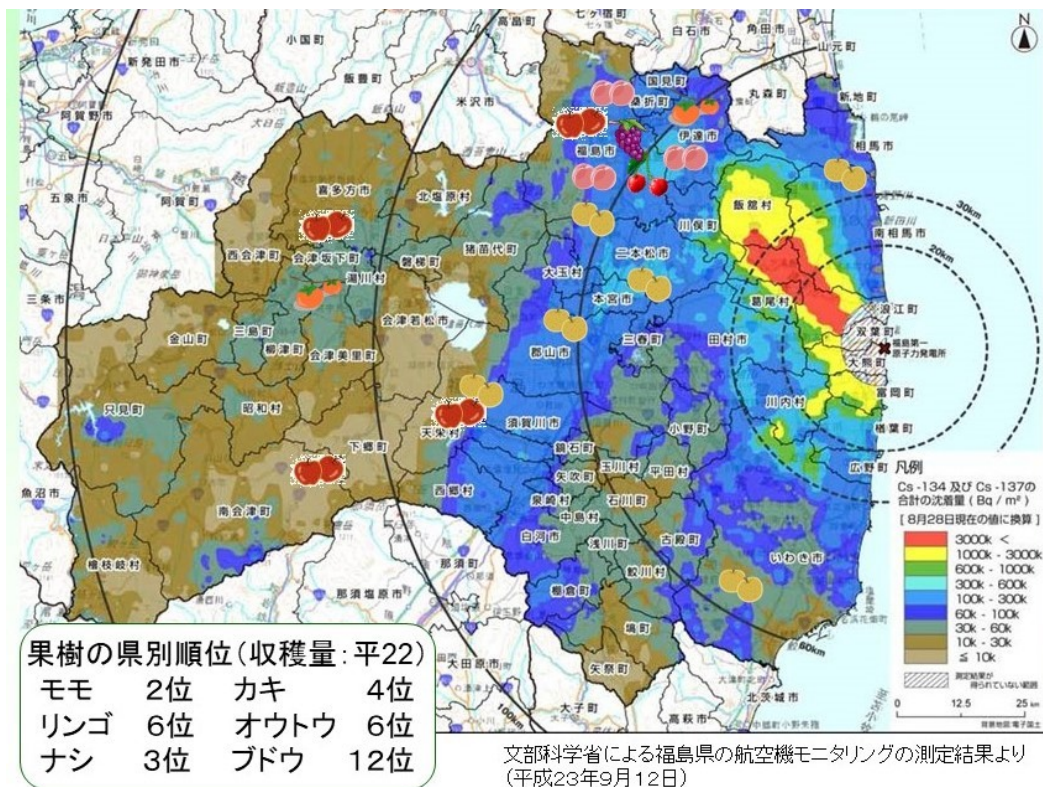 七ヶ宿町
高畠町
白石市
角田市
山元町
N
小国町
新発田市
飯豊町
国見町
丸森町
米沢市
桑折町
新地町
阿賀野市
伊達市
福島市
相馬市
喜多方市
北塩原村
五泉市
阿賀町
飯舘村
30km
川俣町
南相馬市
猪苗代町
二本松市
20km
西会津町
会津坂下町
磐梯町
大玉村
湯川村
三条市
本宮市
葛尾村
浪江町
会津若松市
双葉町
金山町
三島町
三春町
田村市
福島第一
原子力発電所
柳津町
会津美里町
郡山市
大熊町
富岡町
只見町
昭和村
川内村
楢葉町
天栄村
須賀川市
小野町
下郷町
鏡石町
広野町
玉川村
平田村
矢吹町
魚沼市
西郷村
泉崎村
石川町
南会津町
中島村
古殿町
いわき市
白河市
浅川町
檜枝岐村
那須町
鮫川村
棚倉町
那須塩原市
塙町
60km
大田原市
矢祭町
北茨城市
大子町
100km
高萩市
凡例
Cs -134 及び Cs -137の
合計の沈着量 ( Bq / m² )
[ 8月28日現在の値に換算 ]
3000k <
1000k - 3000k
600k - 1000k
300k - 600k
100k - 300k
60k - 100k
30k - 60k
10k - 30k
≦ 10k
測定結果が
得られていない範囲
0 12.5 25 km
背景地図:電子国土
果樹の県別順位(収穫量:平22)
モモ 2位 カキ 4位
リンゴ 6位 オウトウ 6位
ナシ 3位 ブドウ 12位
文部科学省による福島県の航空機モニタリングの測定結果より
(平成23年9月12日)